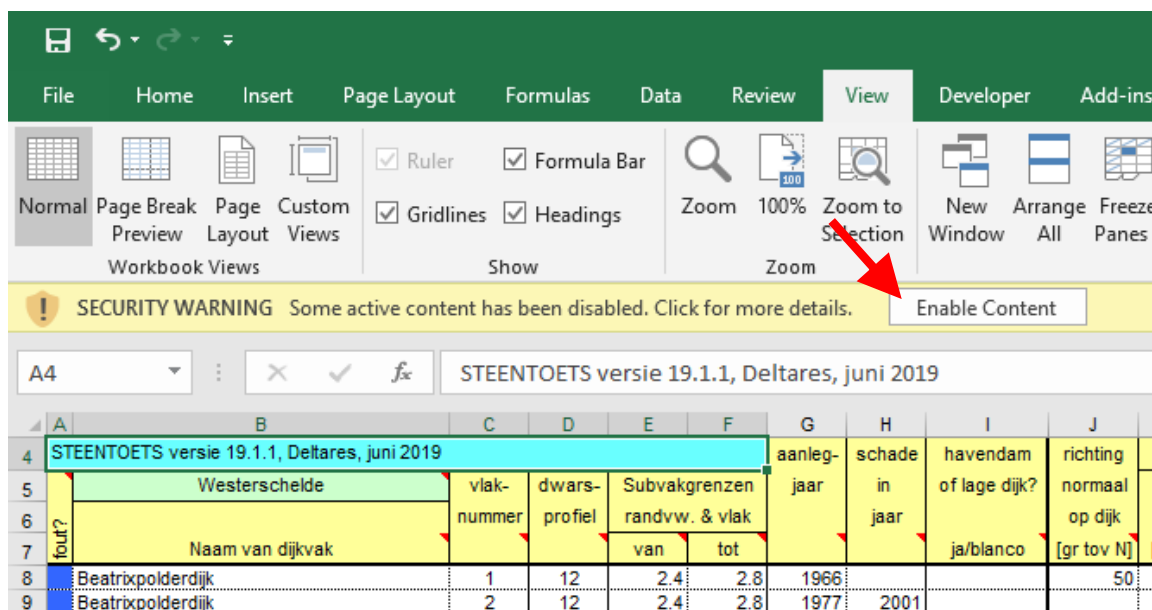 File Home Insert Page Layout Formulas Data Review View Developer Add-ins
Normal Page Break Preview Page Layout Custom Views
Workbook Views
Ruler Formula Bar
Gridlines Headings
Show
Zoom 100% Zoom to Selection
100
Zoom
New Window Arrange All Freeze Panes
SECURITY WARNING Some active content has been disabled. Click for more details. Enable Content
A4 fx STEENTOETS versie 19.1.1, Deltares, juni 2019
A B C D E F G H I J
4 STEENTOETS versie 19.1.1, Deltares, juni 2019 aanleg- schade havendam richting
5 Westerschelde vlak- dwars- Subvakgrenzen jaar in of lage dijk? normaal
6 fout? nummer profiel randvw. & vlak jaar op dijk
7 Naam van dijkvak van tot ja/blanco [gr tov N]
8 Beatrixpolderdijk 1 12 2.4 2.8 1966 50
9 Beatrixpolderdijk 2 12 2.4 2.8 1977 2001